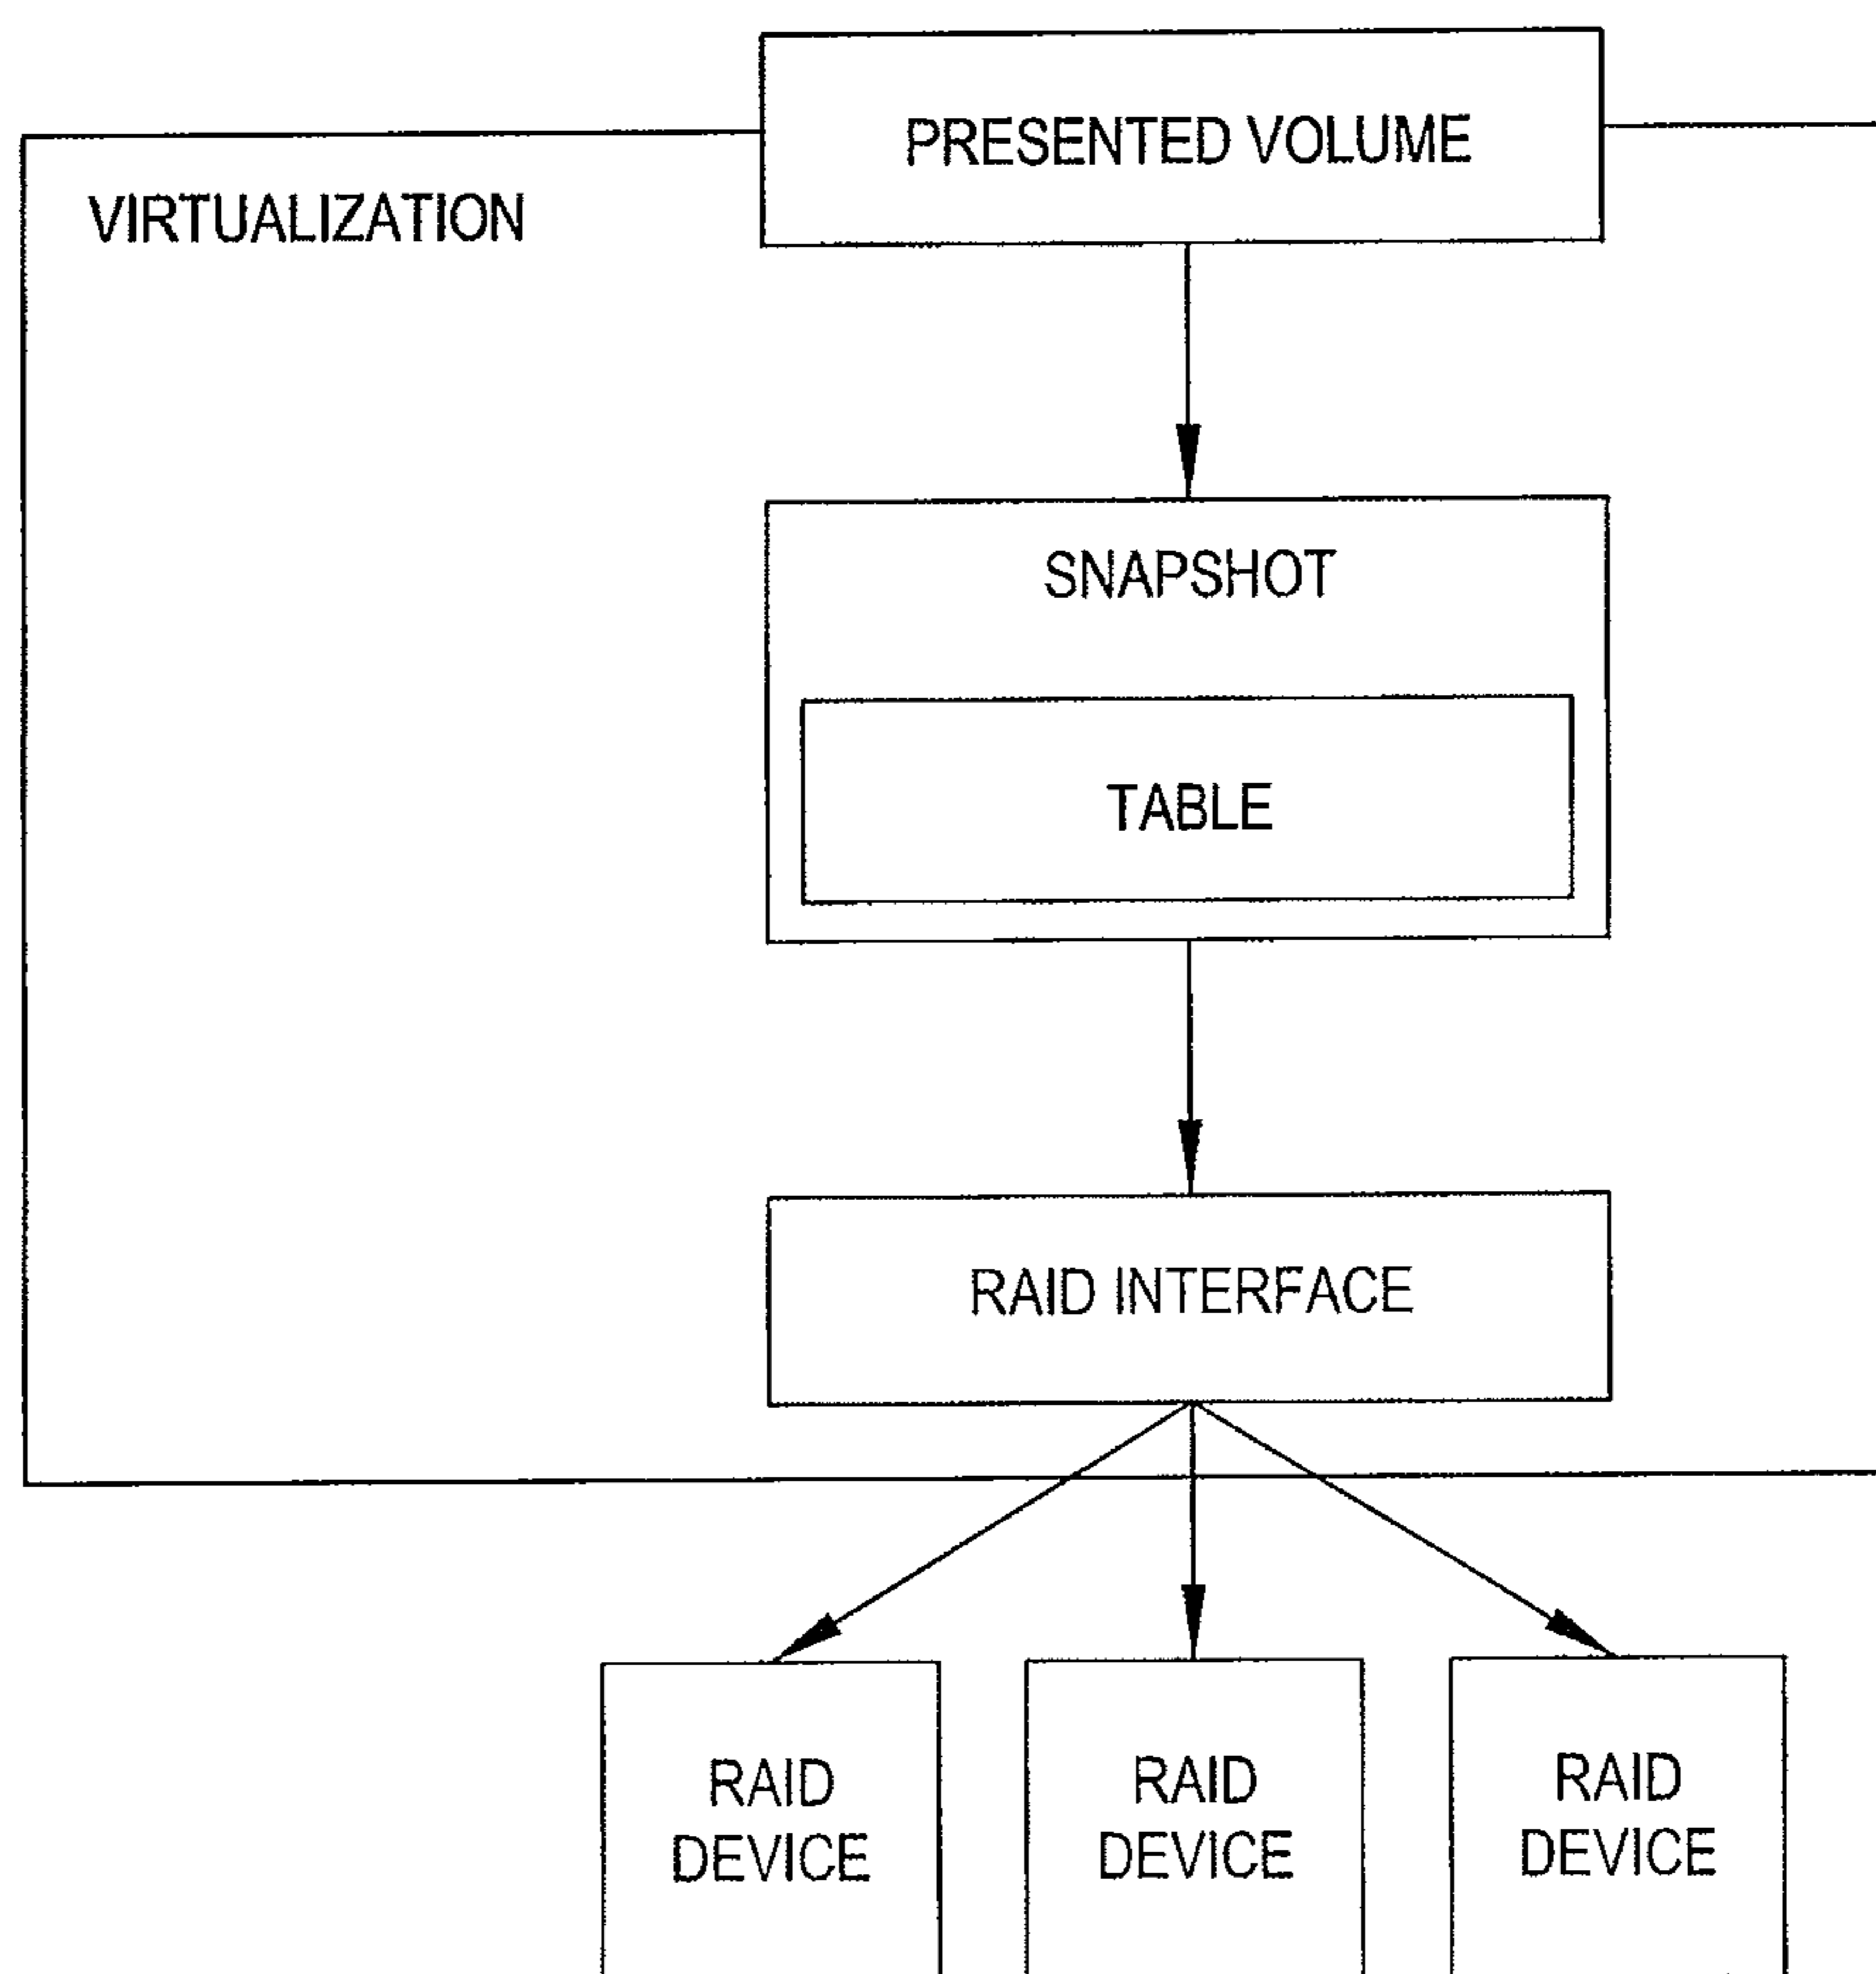 PRESENTED VOLUME
VIRTUALIZATION
SNAPSHOT
TABLE
RAID INTERFACE
RAID
DEVICE
RAID
DEVICE
RAID
DEVICE